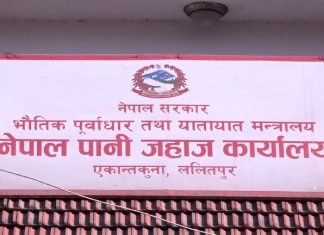 नेपाल सरकार
भौतिक पूर्वाधार तथा यातायात मन्त्रालय
नेपाल पानी जहाज कार्यालय
एकान्तकुना, ललितपुर